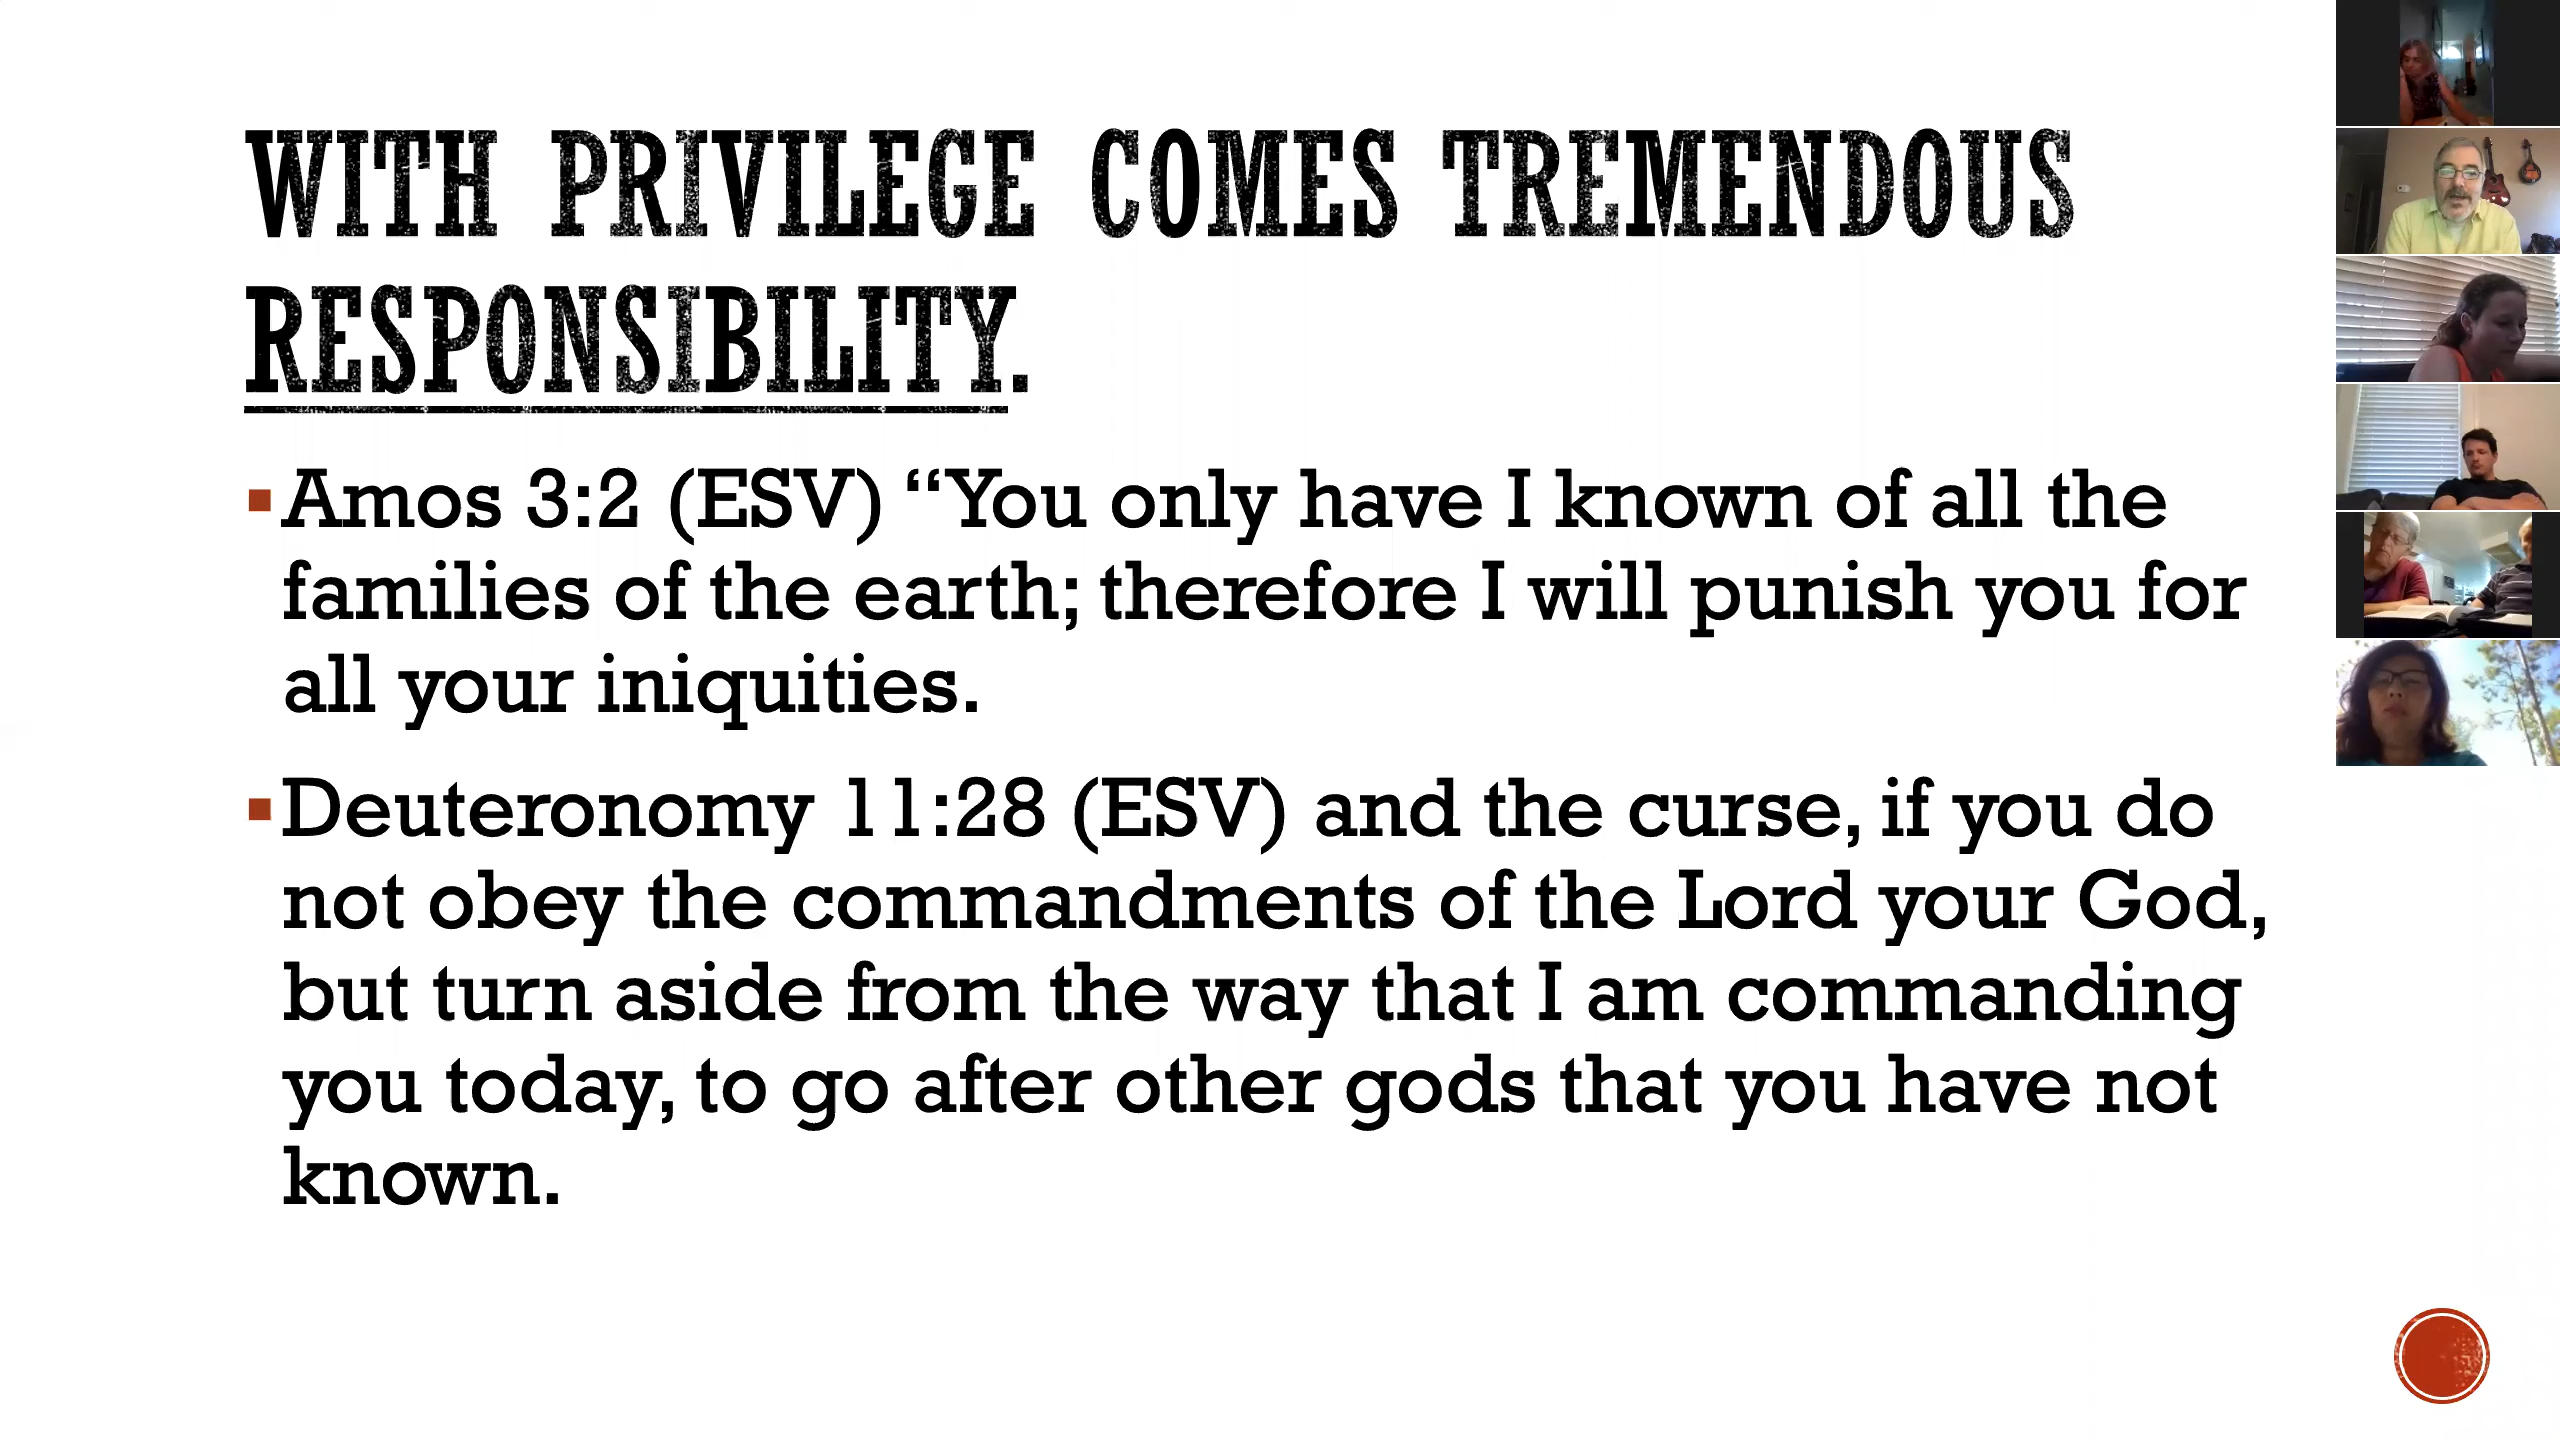 WITH PRIVILEGE COMES TREMENDOUS
RESPONSIBILITY.
▪Amos 3:2 (ESV) “You only have I known of all the
families of the earth; therefore I will punish you for
all your iniquities.
▪Deuteronomy 11:28 (ESV) and the curse, if you do
not obey the commandments of the Lord your God,
but turn aside from the way that I am commanding
you today, to go after other gods that you have not
known.